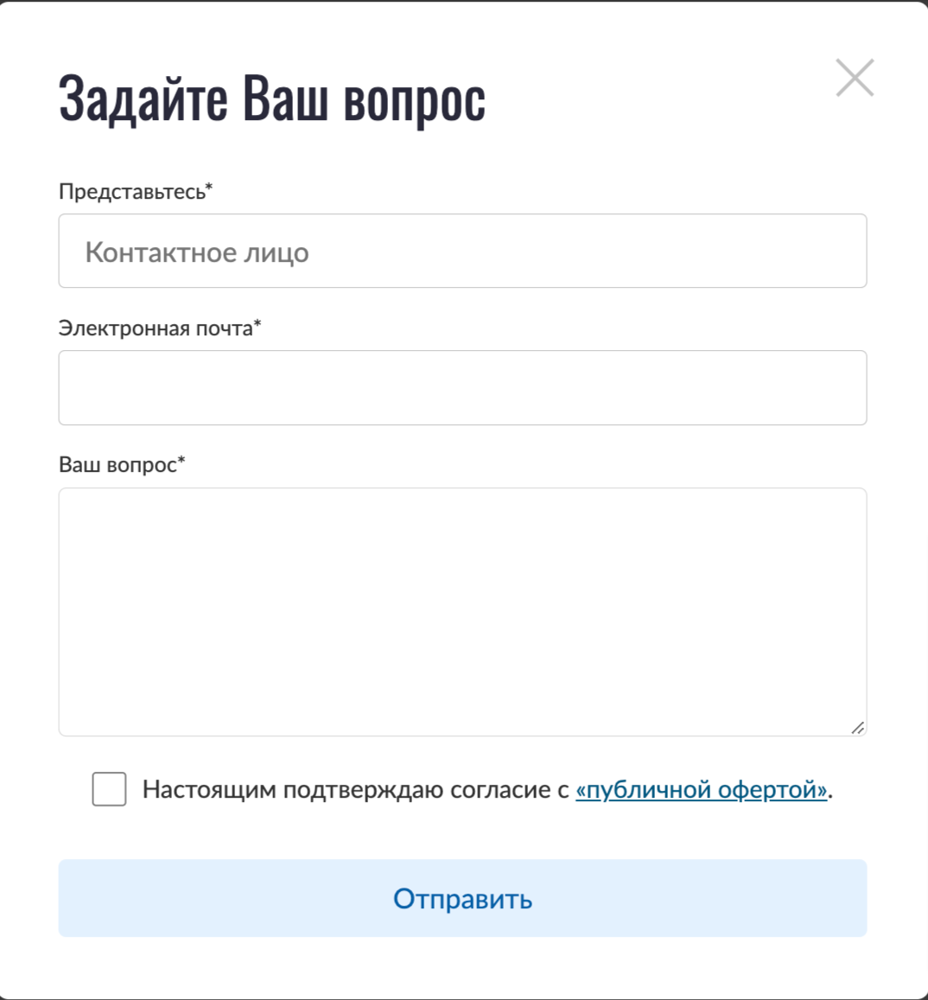 Задайте Ваш вопрос
Представьтесь*
Контактное лицо
Электронная почта*
Ваш вопрос*
Настоящим подтверждаю согласие с «публичной офертой».
Отправить